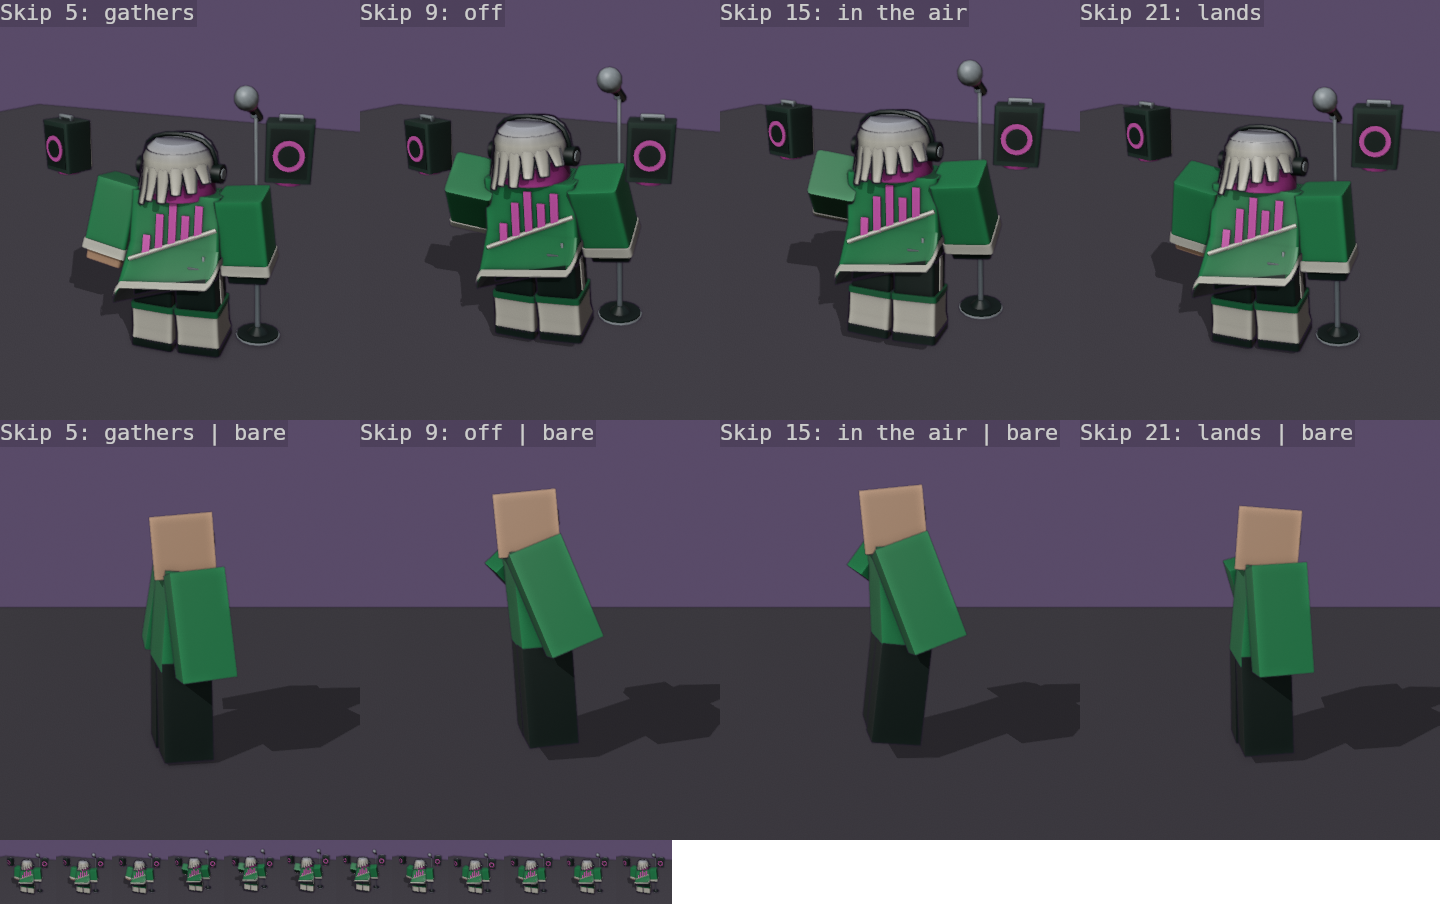 Skip 5: gathers
Skip 9: off
Skip 15: in the air
Skip 21: lands
Skip 5: gathers | bare
Skip 9: off | bare
Skip 15: in the air | bare
Skip 21: lands | bare